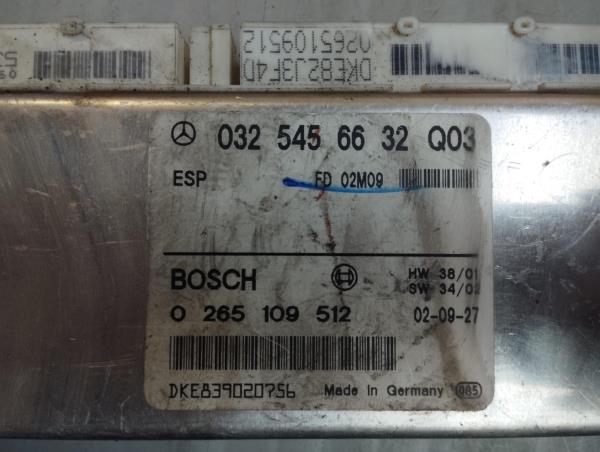 DKE82J3F4D
0265109512
032 545 66 32 Q03
ESP
FD 02M09
BOSCH
HW 38/01
SW 34/02
0 265 109 512
02-09-27
DKE839020756
Made in Germany
085